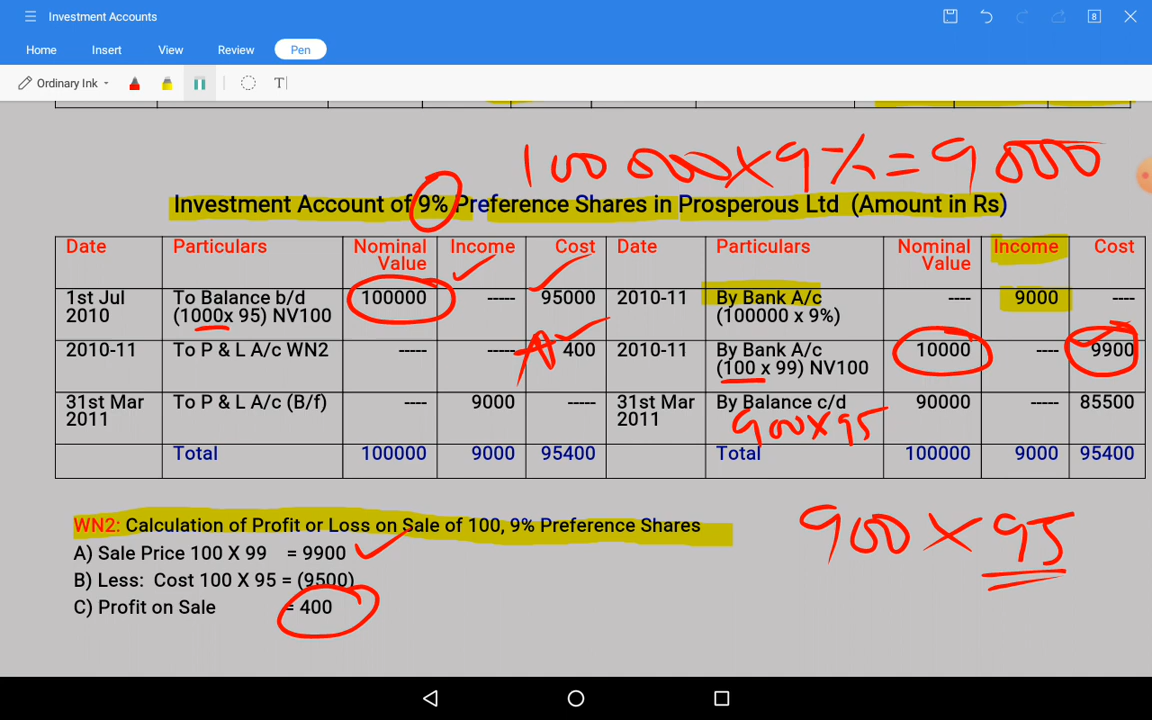 Investment Accounts
8
Home Insert View Review Pen
Ordinary Ink T
100000×9%=9000
Investment Account of 9% Preference Shares in Prosperous Ltd (Amount in Rs)
Date Particulars Nominal Value Income Cost Date Particulars Nominal Value Income Cost
1st Jul 2010 To Balance b/d (1000x 95) NV100 100000 ----- 95000 2010-11 By Bank A/c (100000 x 9%) ---- 9000 ----
2010-11 To P & L A/c WN2 ----- ----- 400 2010-11 By Bank A/c (100 x 99) NV100 10000 ---- 9900
31st Mar 2011 To P & L A/c (B/f) ---- 9000 ----- 31st Mar 2011 By Balance c/d 90000 ----- 85500
900×95
Total 100000 9000 95400 Total 100000 9000 95400
WN2: Calculation of Profit or Loss on Sale of 100, 9% Preference Shares
900×95
A) Sale Price 100 X 99 = 9900
B) Less: Cost 100 X 95 = (9500)
C) Profit on Sale = 400